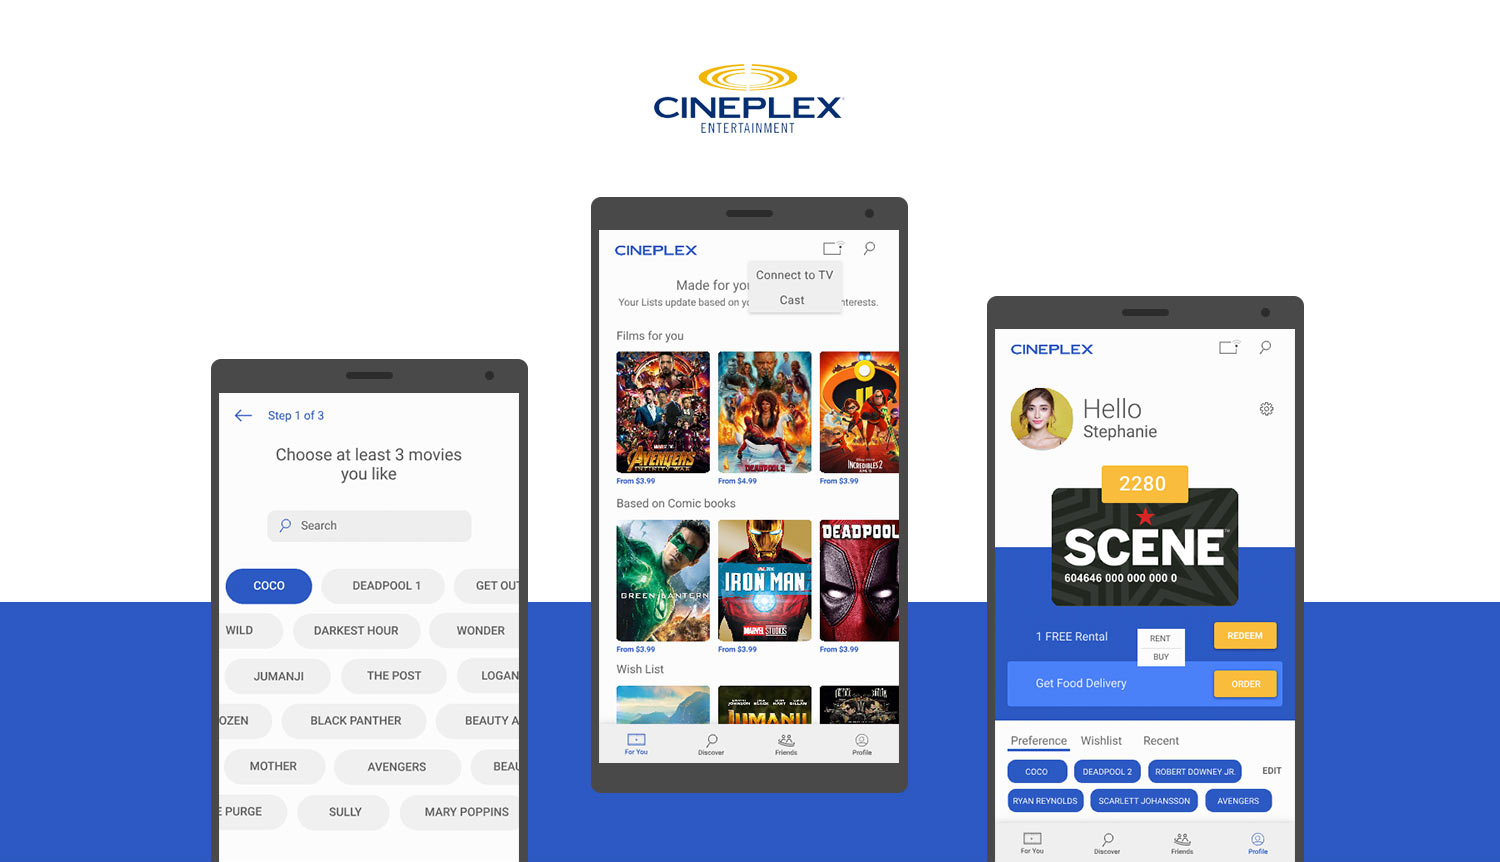 CINEPLEX
ENTERTAINMENT
Step 1 of 3
Choose at least 3 movies
you like
Search
COCO
DEADPOOL 1
GET OUT
WILD
DARKEST HOUR
WONDER
JUMANJI
THE POST
LOGAN
OZEN
BLACK PANTHER
BEAUTY A
MOTHER
AVENGERS
BEAU
E PURGE
SULLY
MARY POPPINS
CINEPLEX
Connect to TV
Cast
Made for you
Your Lists update based on yo
nterests.
Films for you
AVENGERS
INFINITY WAR
DEADPOOL 2
INCREDIBLES 2
From $3.99
From $4.99
From $3.99
Based on Comic books
GREEN LANTERN
IRON MAN
MARVEL STUDIOS
DEADPOOL
From $3.99
From $3.99
From $3.99
Wish List
JUMANJI
For You
Discover
Friends
Profile
CINEPLEX
Hello
Stephanie
2280
SCENE
604646 000 000 000 0
1 FREE Rental
RENT
BUY
REDEEM
Get Food Delivery
ORDER
Preference
Wishlist
Recent
COCO
DEADPOOL 2
ROBERT DOWNEY JR.
EDIT
RYAN REYNOLDS
SCARLETT JOHANSSON
AVENGERS
For You
Discover
Friends
Profile